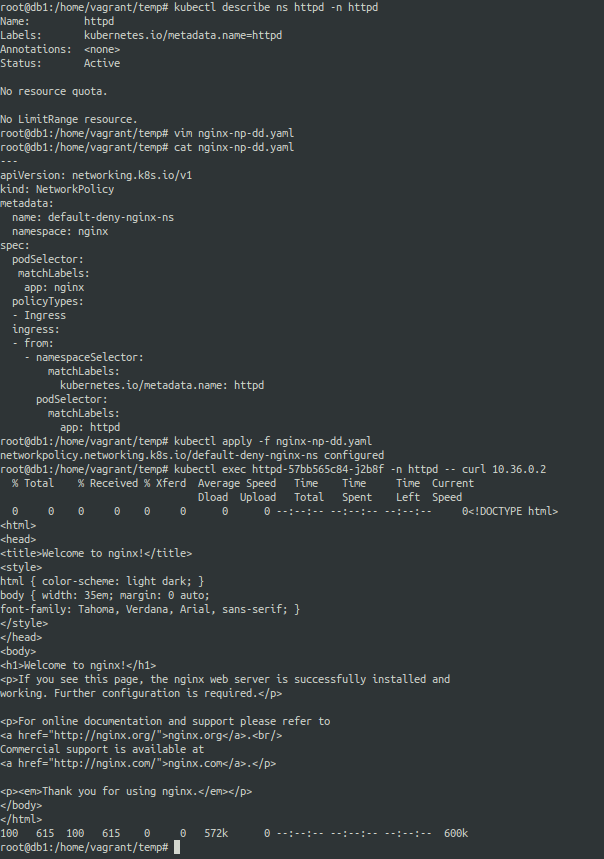 root@db1:/home/vagrant/temp# kubectl describe ns httpd -n httpd
Name:         httpd
Labels:       kubernetes.io/metadata.name=httpd
Annotations:  <none>
Status:       Active

No resource quota.

No LimitRange resource.
root@db1:/home/vagrant/temp# vim nginx-np-dd.yaml
root@db1:/home/vagrant/temp# cat nginx-np-dd.yaml
---
apiVersion: networking.k8s.io/v1
kind: NetworkPolicy
metadata:
  name: default-deny-nginx-ns
  namespace: nginx
spec:
  podSelector:
   matchLabels:
    app: nginx
  policyTypes:
  - Ingress
  ingress:
  - from:
    - namespaceSelector:
        matchLabels:
          kubernetes.io/metadata.name: httpd
      podSelector:
        matchLabels:
          app: httpd
root@db1:/home/vagrant/temp# kubectl apply -f nginx-np-dd.yaml
networkpolicy.networking.k8s.io/default-deny-nginx-ns configured
root@db1:/home/vagrant/temp# kubectl exec httpd-57bb565c84-j2b8f -n httpd -- curl 10.36.0.2
  % Total    % Received % Xferd  Average Speed   Time    Time     Time  Current
                                 Dload  Upload   Total   Spent    Left  Speed
  0     0    0     0    0     0      0      0 --:--:-- --:--:-- --:--:--     0<!DOCTYPE html>
<html>
<head>
<title>Welcome to nginx!</title>
<style>
html { color-scheme: light dark; }
body { width: 35em; margin: 0 auto;
font-family: Tahoma, Verdana, Arial, sans-serif; }
</style>
</head>
<body>
<h1>Welcome to nginx!</h1>
<p>If you see this page, the nginx web server is successfully installed and
working. Further configuration is required.</p>

<p>For online documentation and support please refer to
<a href="http://nginx.org/">nginx.org</a>.<br/>
Commercial support is available at
<a href="http://nginx.com/">nginx.com</a>.</p>

<p><em>Thank you for using nginx.</em></p>
</body>
</html>
100   615  100   615    0     0   572k      0 --:--:-- --:--:-- --:--:--  600k
root@db1:/home/vagrant/temp#